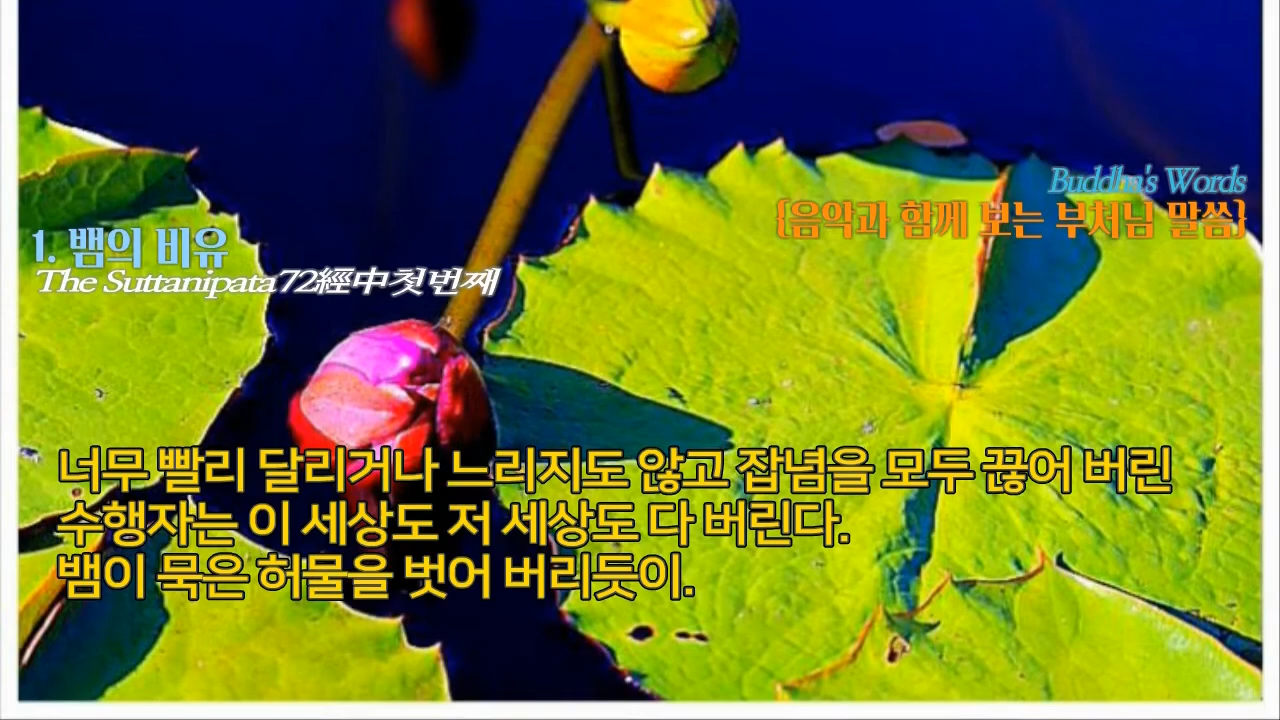 Buddha's Words
{음악과 함께 보는 부처님 말씀}
1. 뱀의 비유
The Suttanipata72經中첫번째
너무 빨리 달리거나 느리지도 않고 잡념을 모두 끊어 버린
수행자는 이 세상도 저 세상도 다 버린다.
뱀이 묵은 허물을 벗어 버리듯이.